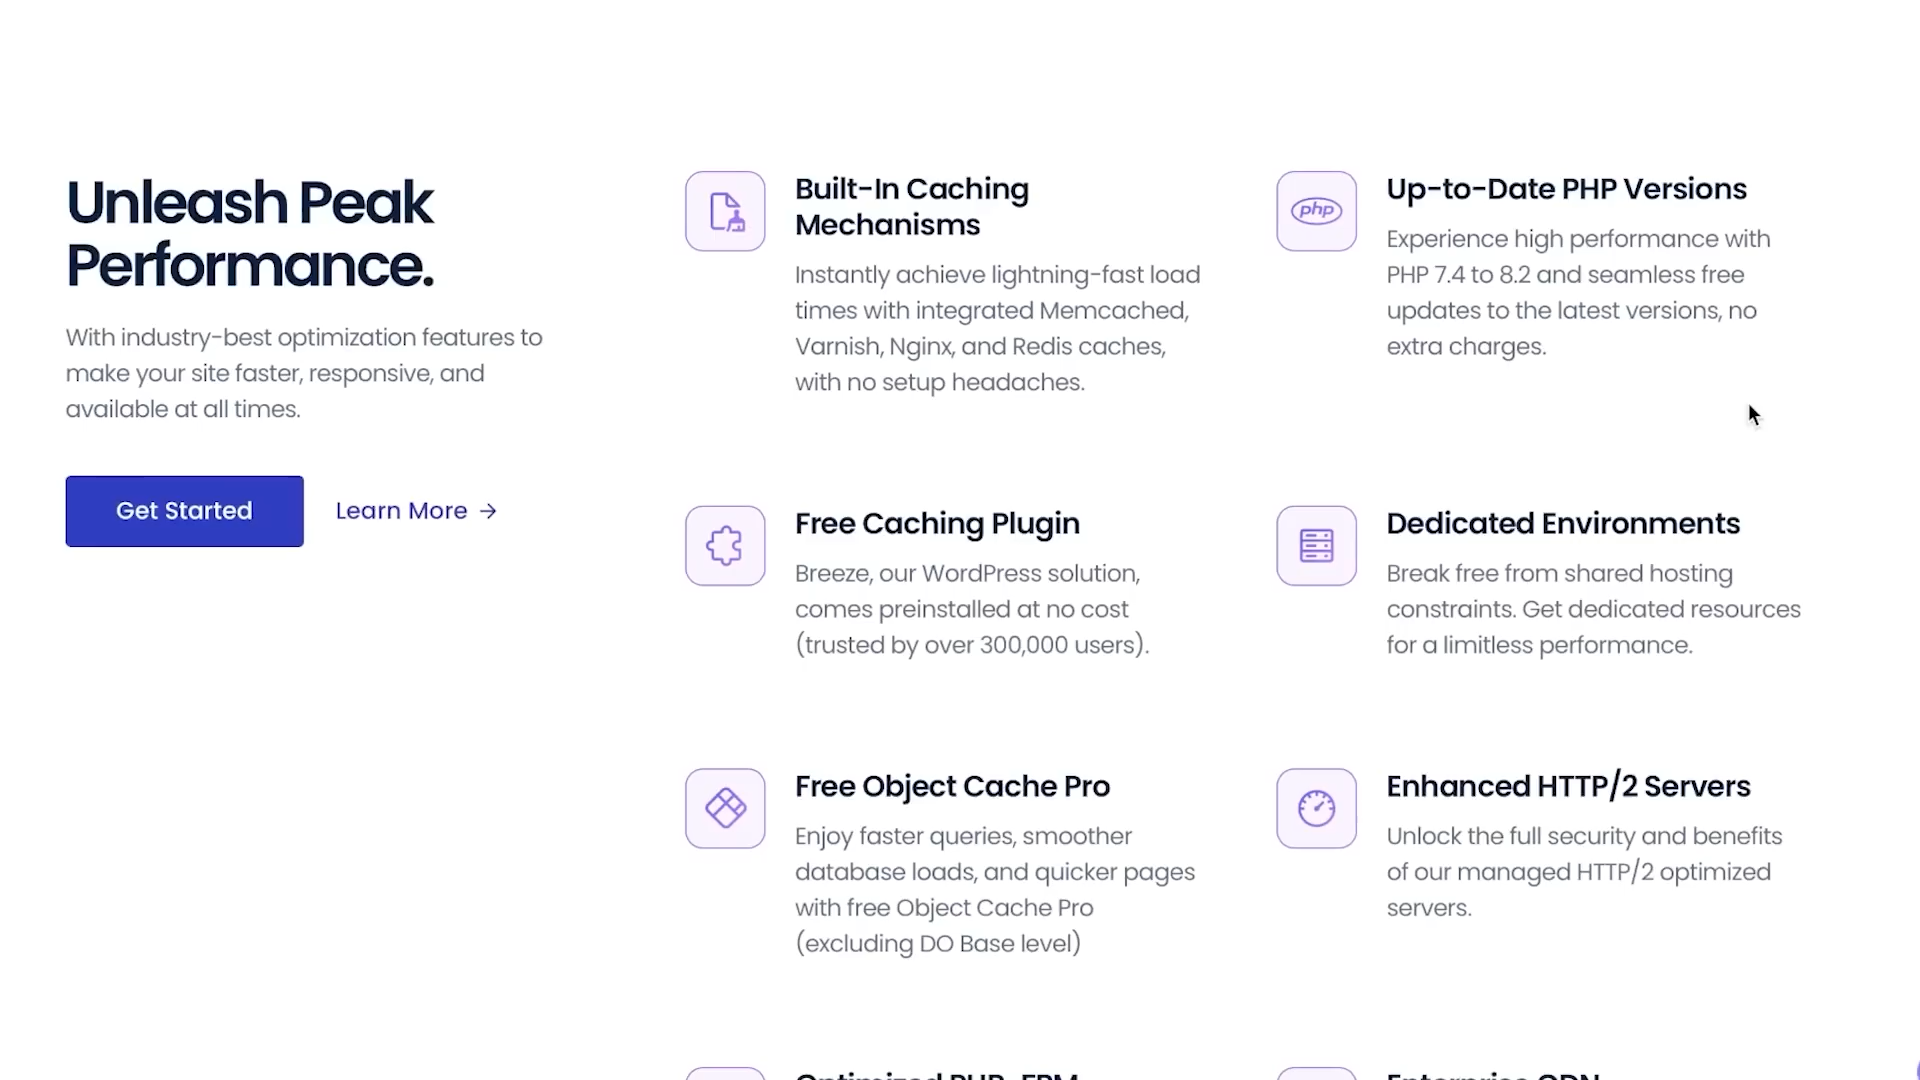 Unleash Peak
Performance.
With industry-best optimization features to
make your site faster, responsive, and
available at all times.
Get Started
Learn More →
Built-In Caching
Mechanisms
Instantly achieve lightning-fast load
times with integrated Memcached,
Varnish, Nginx, and Redis caches,
with no setup headaches.
php
Up-to-Date PHP Versions
Experience high performance with
PHP 7.4 to 8.2 and seamless free
updates to the latest versions, no
extra charges.
Free Caching Plugin
Breeze, our WordPress solution,
comes preinstalled at no cost
(trusted by over 300,000 users).
Dedicated Environments
Break free from shared hosting
constraints. Get dedicated resources
for a limitless performance.
Free Object Cache Pro
Enjoy faster queries, smoother
database loads, and quicker pages
with free Object Cache Pro
(excluding DO Base level)
Enhanced HTTP/2 Servers
Unlock the full security and benefits
of our managed HTTP/2 optimized
servers.
Optimized PHP-FPM
Enterprise CDN